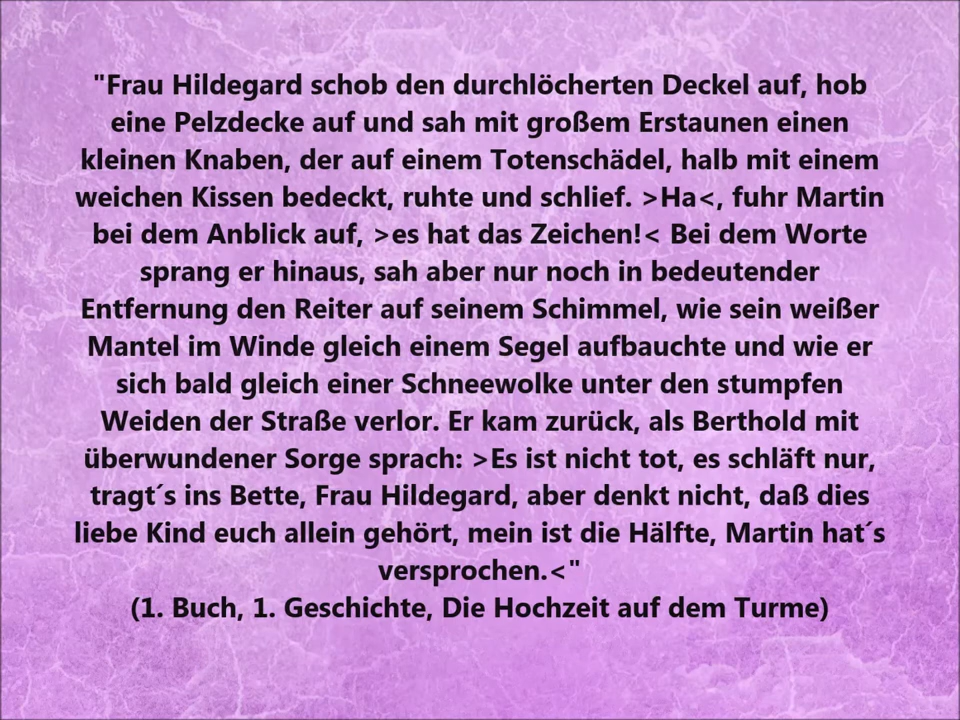 "Frau Hildegard schob den durchlöcherten Deckel auf, hob
eine Pelzdecke auf und sah mit großem Erstaunen einen
kleinen Knaben, der auf einem Totenschädel, halb mit einem
weichen Kissen bedeckt, ruhte und schlief. >Ha<, fuhr Martin
bei dem Anblick auf, >es hat das Zeichen!< Bei dem Worte
sprang er hinaus, sah aber nur noch in bedeutender
Entfernung den Reiter auf seinem Schimmel, wie sein weißer
Mantel im Winde gleich einem Segel aufbauchte und wie er
sich bald gleich einer Schneewolke unter den stumpfen
Weiden der Straße verlor. Er kam zurück, als Berthold mit
überwundener Sorge sprach: >Es ist nicht tot, es schläft nur,
tragt´s ins Bette, Frau Hildegard, aber denkt nicht, daß dies
liebe Kind euch allein gehört, mein ist die Hälfte, Martin hat´s
versprochen.<"
(1. Buch, 1. Geschichte, Die Hochzeit auf dem Turme)